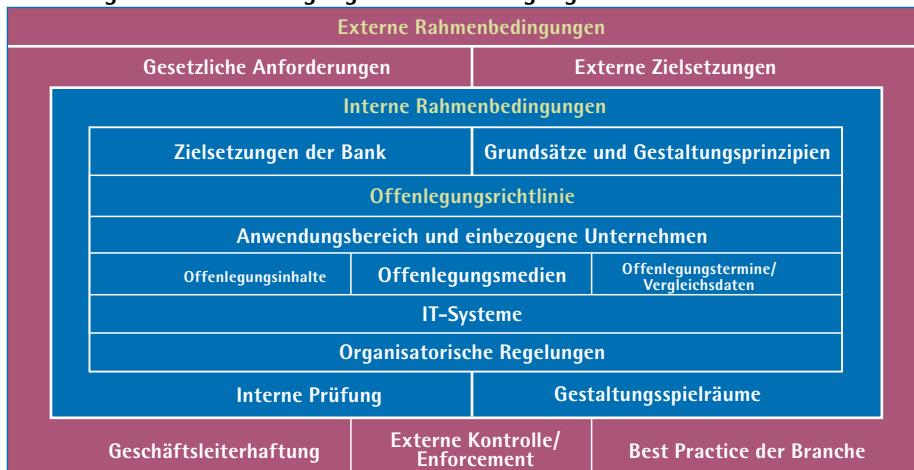 Externe Rahmenbedingungen
Gesetzliche Anforderungen
Externe Zielsetzungen
Interne Rahmenbedingungen
Zielsetzungen der Bank
Grundsätze und Gestaltungsprinzipien
Offenlegungsrichtlinie
Anwendungsbereich und einbezogene Unternehmen
Offenlegungsinhalte
Offenlegungsmedien
Offenlegungstermine/
Vergleichsdaten
IT-Systeme
Organisatorische Regelungen
Interne Prüfung
Gestaltungsspielräume
Geschäftsleiterhaftung
Externe Kontrolle/
Enforcement
Best Practice der Branche